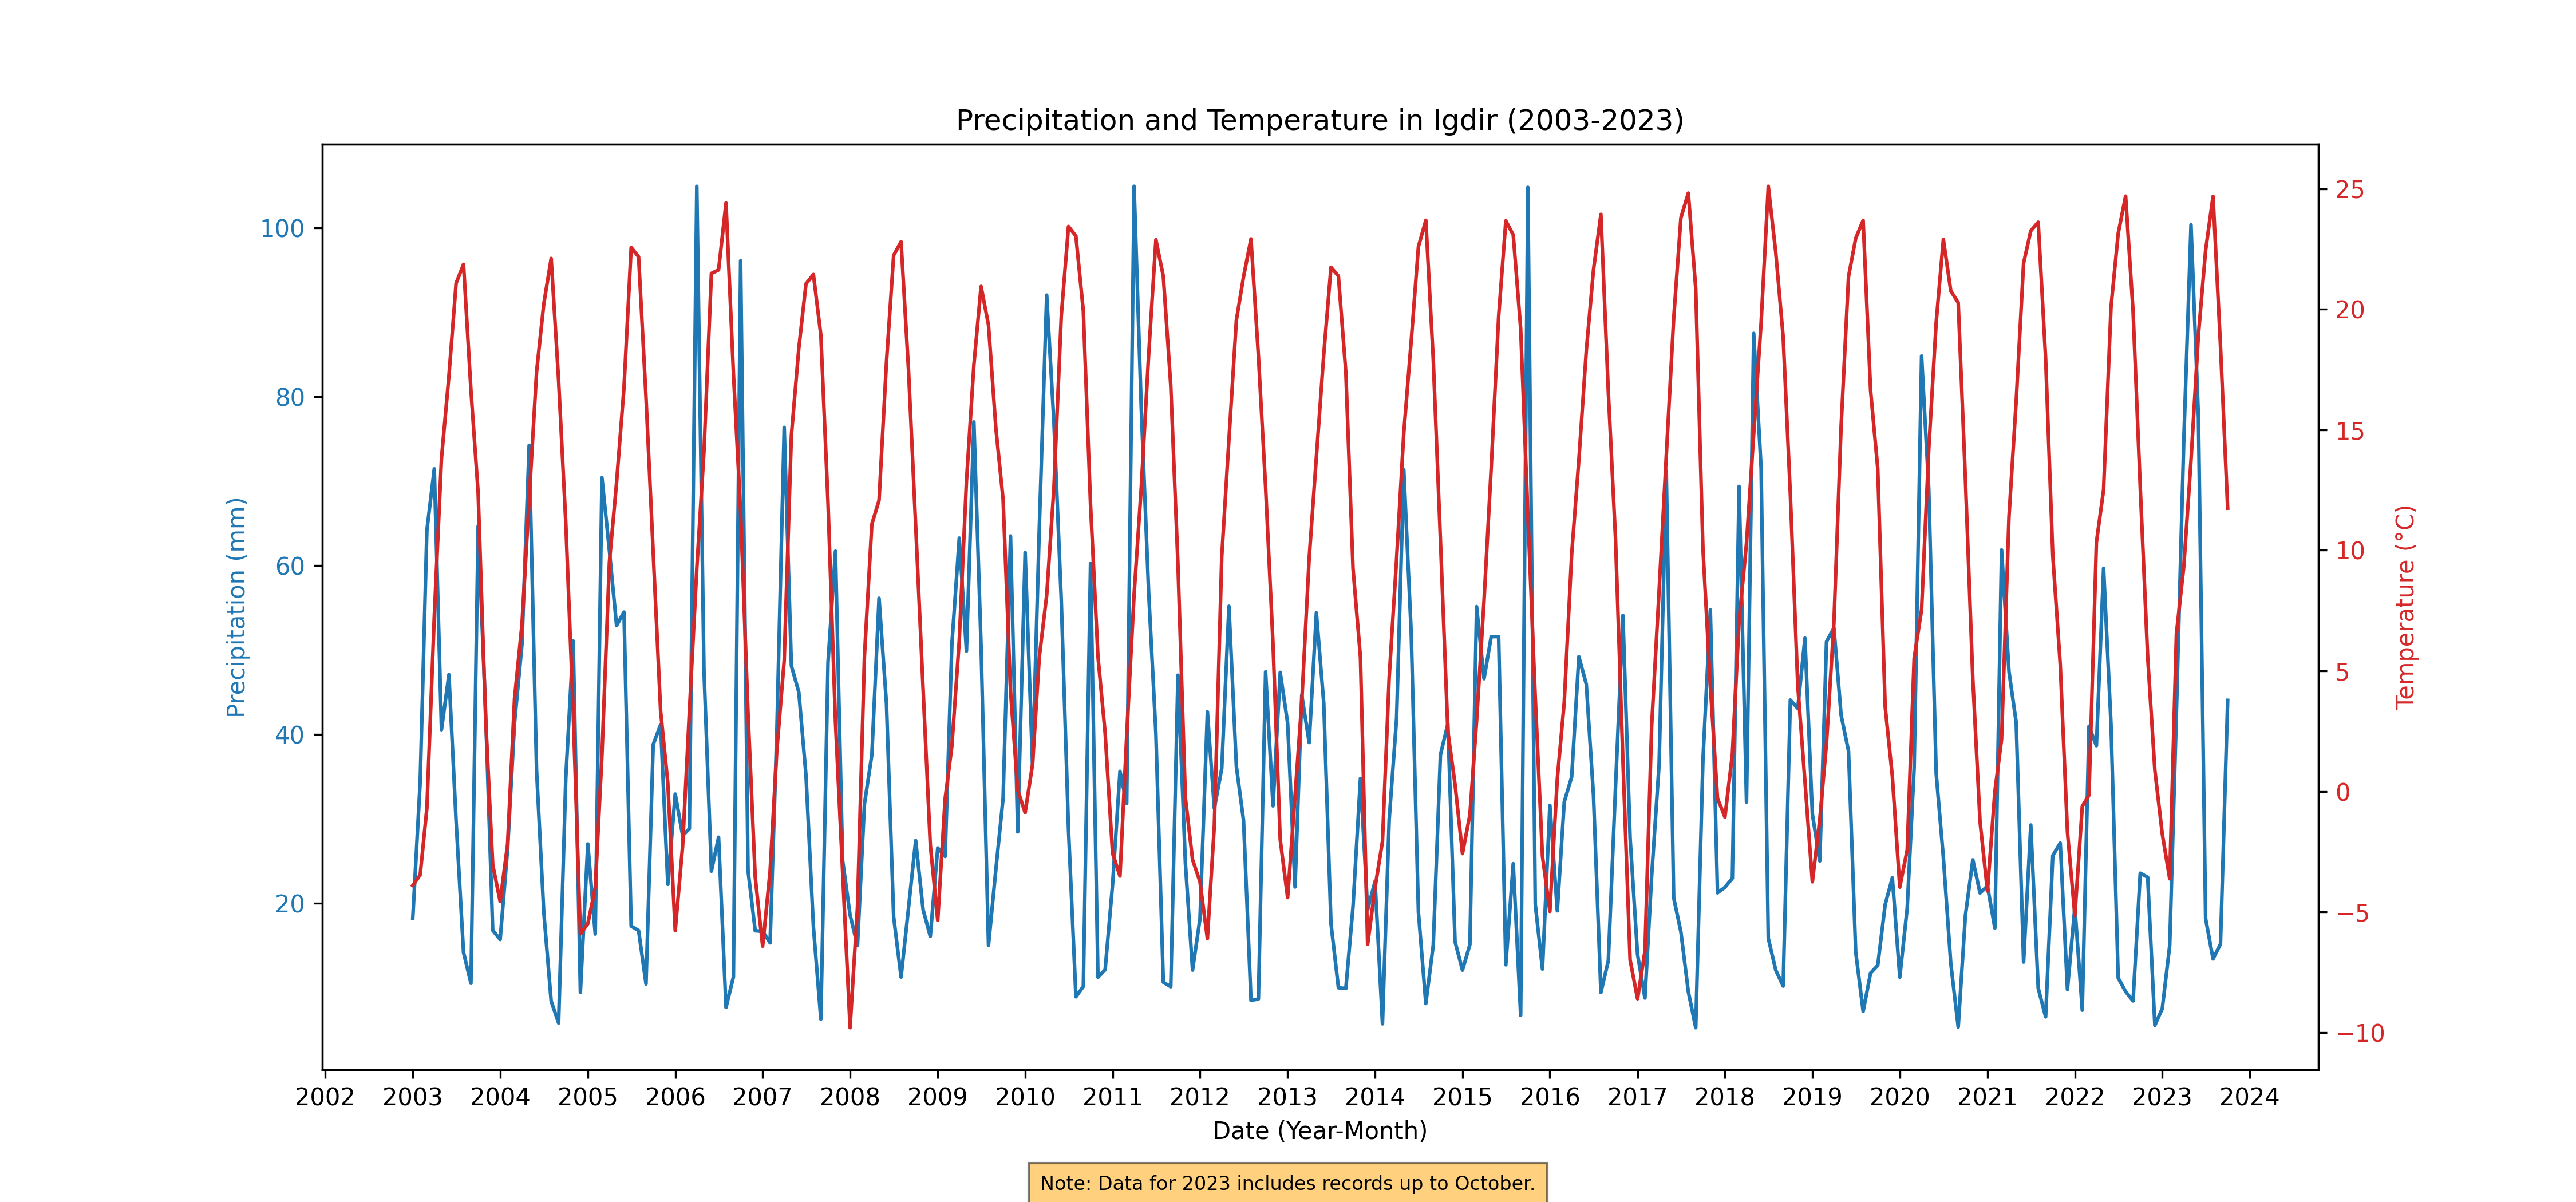 Precipitation and Temperature in Igdir (2003-2023)
100
80
60
40
20
Precipitation (mm)
25
20
15
10
5
0
−5
−10
Temperature (°C)
2002 2003 2004 2005 2006 2007 2008 2009 2010 2011 2012 2013 2014 2015 2016 2017 2018 2019 2020 2021 2022 2023 2024
Date (Year-Month)
Note: Data for 2023 includes records up to October.